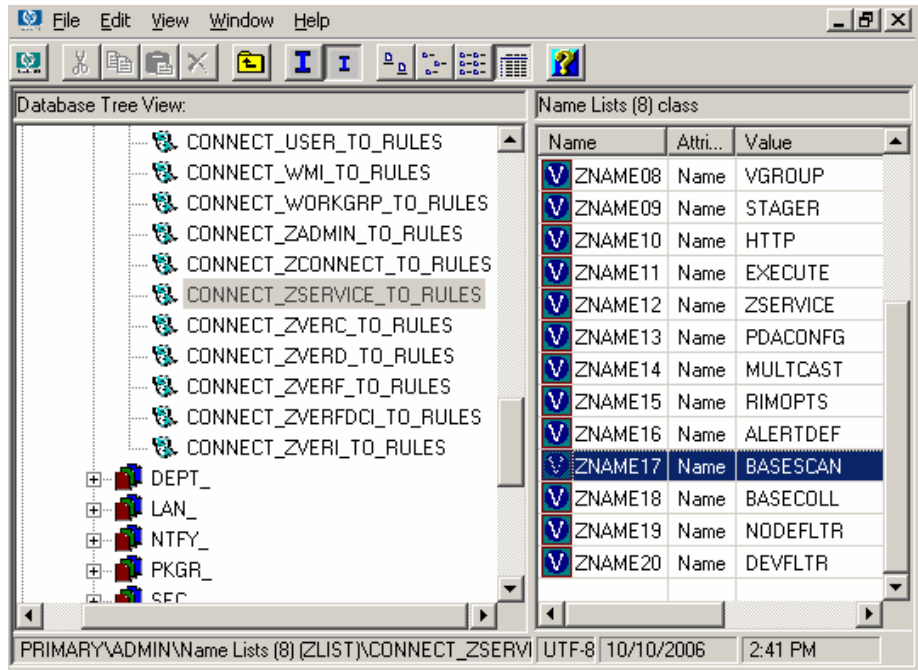 File Edit View Window Help
Database Tree View:
CONNECT_USER_TO_RULES
CONNECT_WMI_TO_RULES
CONNECT_WORKGRP_TO_RULES
CONNECT_ZADMIN_TO_RULES
CONNECT_ZCONNECT_TO_RULES
CONNECT_ZSERVICE_TO_RULES
CONNECT_ZVERC_TO_RULES
CONNECT_ZVERD_TO_RULES
CONNECT_ZVERF_TO_RULES
CONNECT_ZVERFDCI_TO_RULES
CONNECT_ZVERI_TO_RULES
DEPT_
LAN_
NTFY_
PKGR_
SEC
Name Lists (8) class
Name Attri... Value
V ZNAME08 Name VGROUP
V ZNAME09 Name STAGER
V ZNAME10 Name HTTP
V ZNAME11 Name EXECUTE
V ZNAME12 Name ZSERVICE
V ZNAME13 Name PDACONFG
V ZNAME14 Name MULTCAST
V ZNAME15 Name RIMOPTS
V ZNAME16 Name ALERTDEF
V ZNAME17 Name BASESCAN
V ZNAME18 Name BASECOLL
V ZNAME19 Name NODEFLTR
V ZNAME20 Name DEVFLTR
PRIMARY\ADMIN\Name Lists (8) (ZLIST)\CONNECT_ZSERVI UTF-8 10/10/2006 2:41 PM